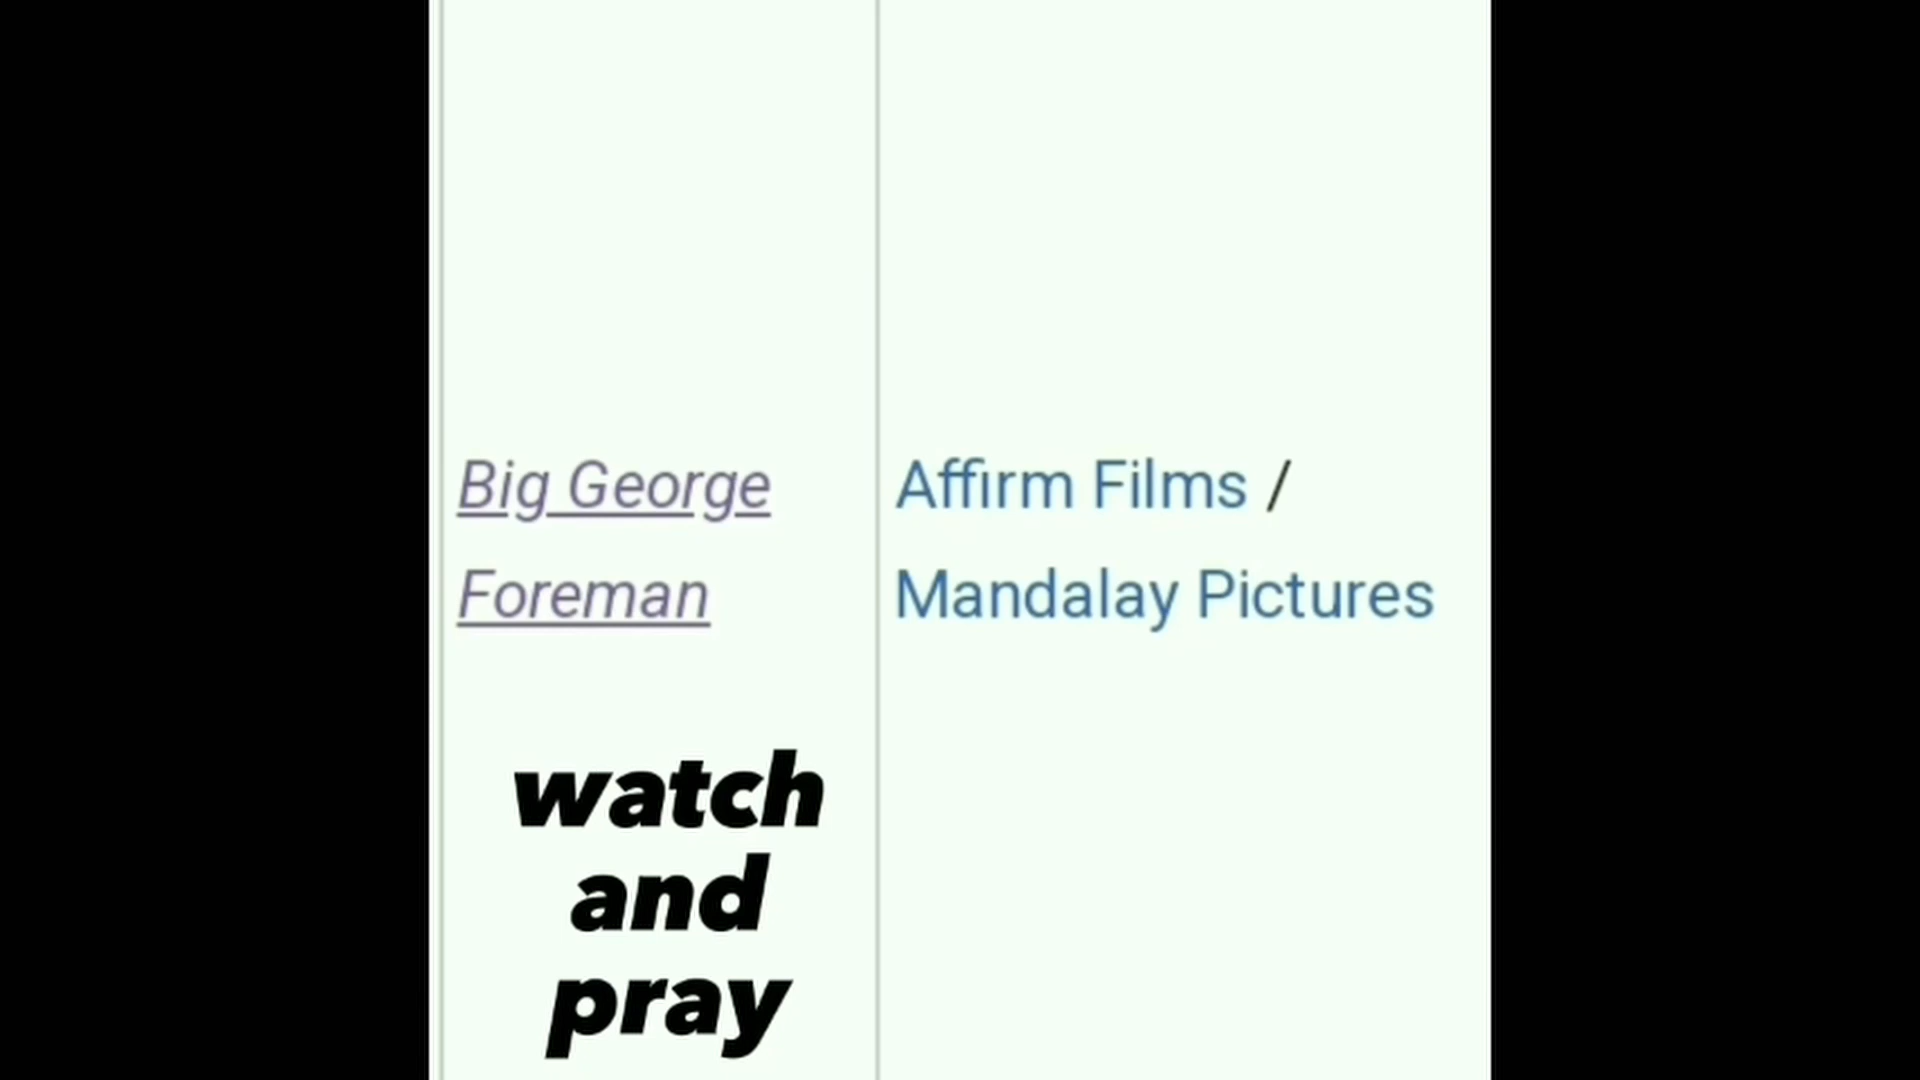 Big George
Foreman
Affirm Films /
Mandalay Pictures
watch
and
pray